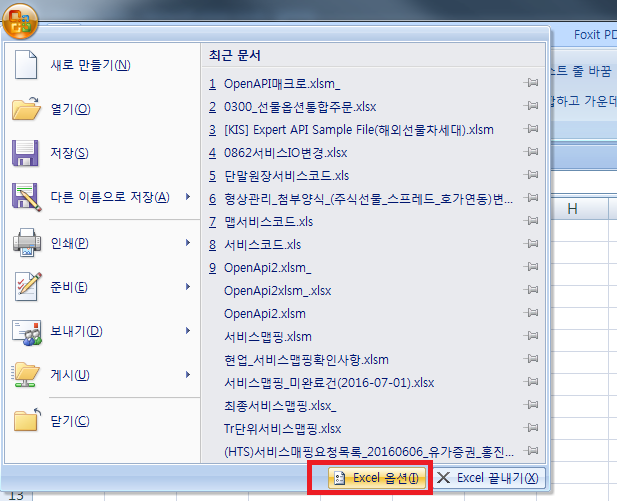 Foxit PD
스트 줄 바꿈
합하고 가운데
H
새로 만들기(N)
열기(O)
저장(S)
다른 이름으로 저장(A)
인쇄(P)
준비(E)
보내기(D)
게시(U)
닫기(C)
최근 문서
1 OpenAPI매크로.xlsm_
2 0300_선물옵션통합주문.xlsx
3 [KIS] Expert API Sample File(해외선물차세대).xlsm
4 0862서비스IO변경.xlsx
5 단말원장서비스코드.xls
6 형상관리_첨부양식_(주식선물_스프레드_호가연동)변...
7 맵서비스코드.xls
8 서비스코드.xls
9 OpenApi2.xlsm_
OpenApi2xlsm_.xlsx
OpenApi2.xlsm
서비스맵핑.xlsm
현업_서비스맵핑확인사항.xlsm
서비스맵핑_미완료건(2016-07-01).xlsx
최종서비스맵핑.xlsx_
Tr단위서비스맵핑.xlsx
(HTS)서비스매핑요청목록_20160606_유가증권_홍진...
Excel 옵션(I)
Excel 끝내기(X)
13